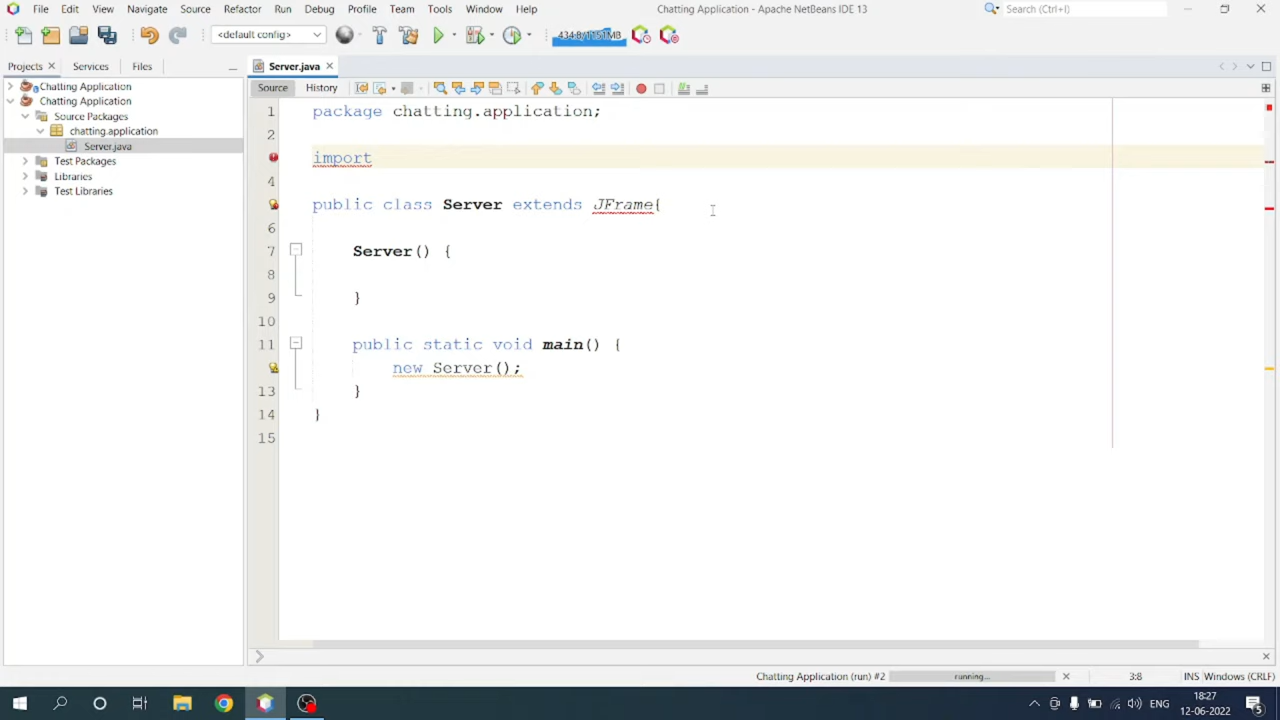 File Edit View Navigate Source Refactor Run Debug Profile Team Tools Window Help Chatting Application - Apache NetBeans IDE 13 Search (Ctrl+I)
<default config> 434.8/1151MB
Projects Services Files Server.java
Source History
Chatting Application
Chatting Application
Source Packages
chatting.application
Server.java
Test Packages
Libraries
Test Libraries
1 package chatting.application;
2
import
4
public class Server extends JFrame{
6
7 Server() {
8
9 }
10
11 public static void main() {
new Server();
13 }
14 }
15
Chatting Application (run) #2 running... 3:8 INS Windows (CRLF)
ENG 18:27
12-06-2022 5